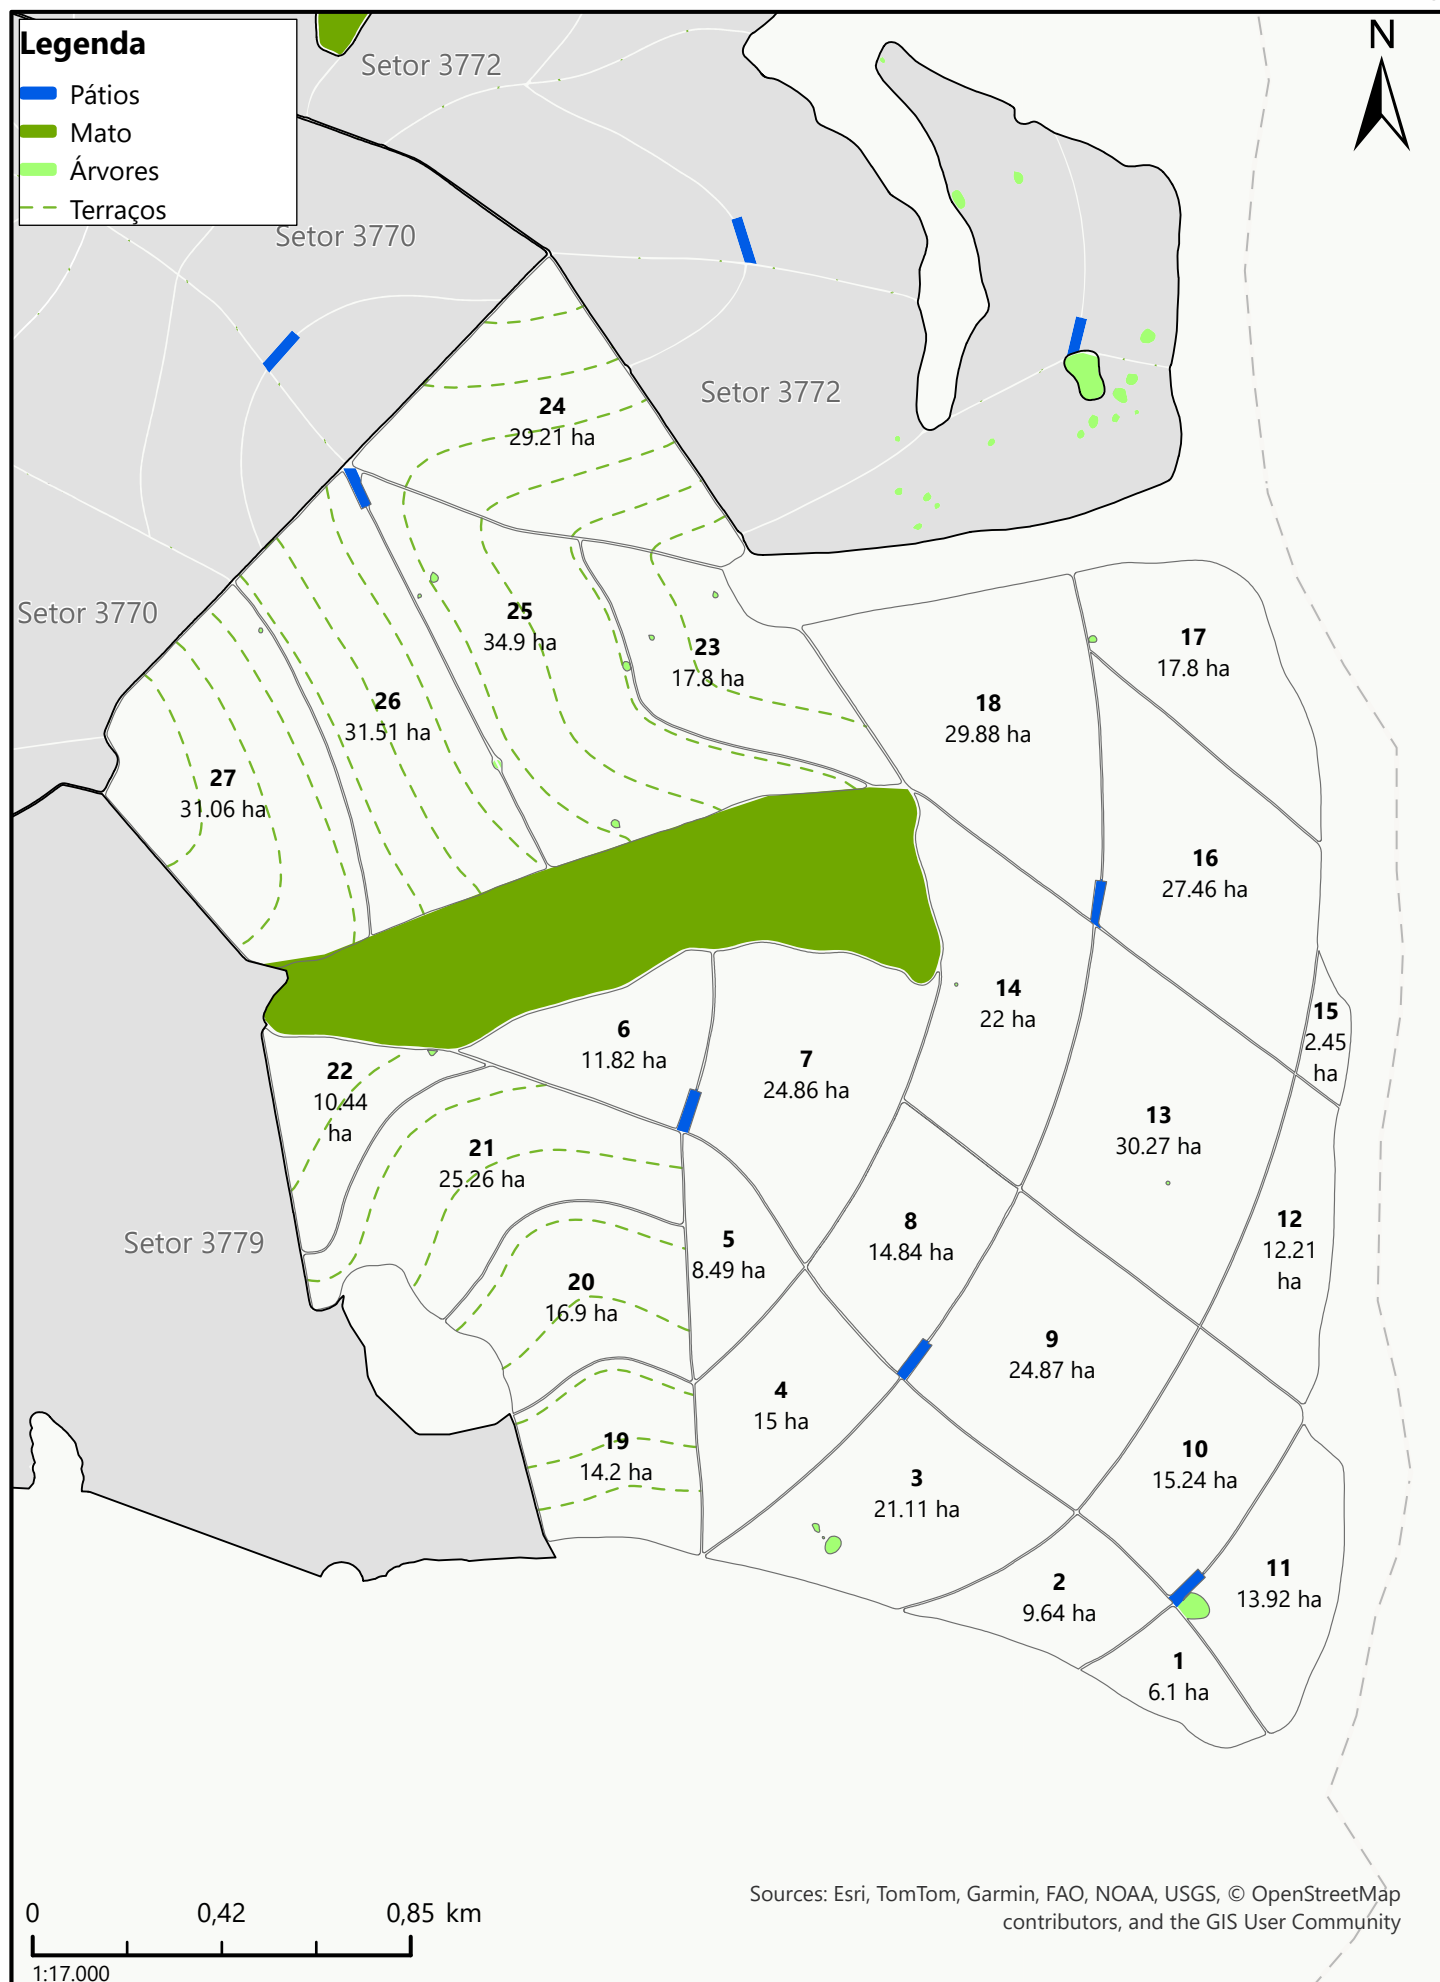 Legenda
Pátios
Mato
Árvores
Terraços
N
Setor 3772
Setor 3770
Setor 3772
24
29.21 ha
Setor 3770
25
34.9 ha
23
17.8 ha
17
17.8 ha
26
31.51 ha
18
29.88 ha
27
31.06 ha
16
27.46 ha
14
22 ha
15
2.45
ha
6
11.82 ha
7
24.86 ha
22
10.44
ha
13
30.27 ha
21
25.26 ha
Setor 3779
5
8.49 ha
8
14.84 ha
12
12.21
ha
20
16.9 ha
9
24.87 ha
4
15 ha
19
14.2 ha
3
21.11 ha
10
15.24 ha
2
9.64 ha
11
13.92 ha
1
6.1 ha
Sources: Esri, TomTom, Garmin, FAO, NOAA, USGS, © OpenStreetMap
contributors, and the GIS User Community
0 0,42 0,85 km
1:17.000